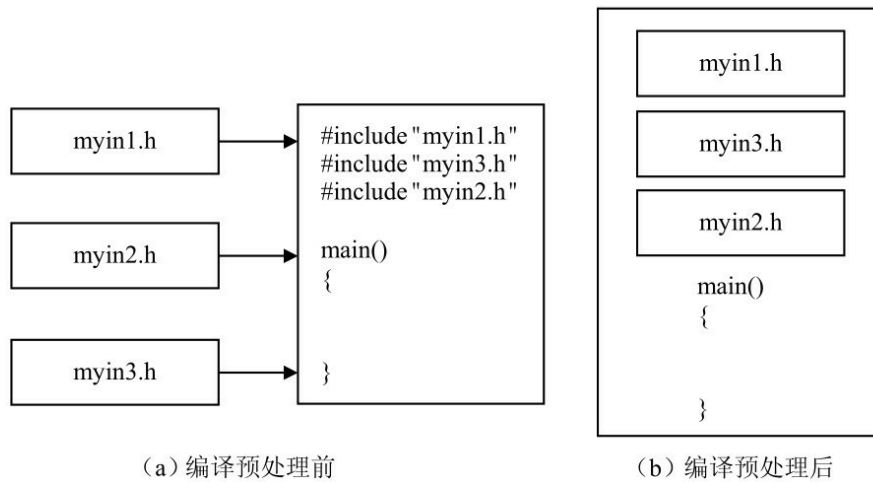 myin1.h
myin2.h
myin3.h
#include"myin1.h"
#include"myin3.h"
#include"myin2.h"
main()
{
}
(a)编译预处理前
myin1.h
myin3.h
myin2.h
main()
{
}
(b)编译预处理后